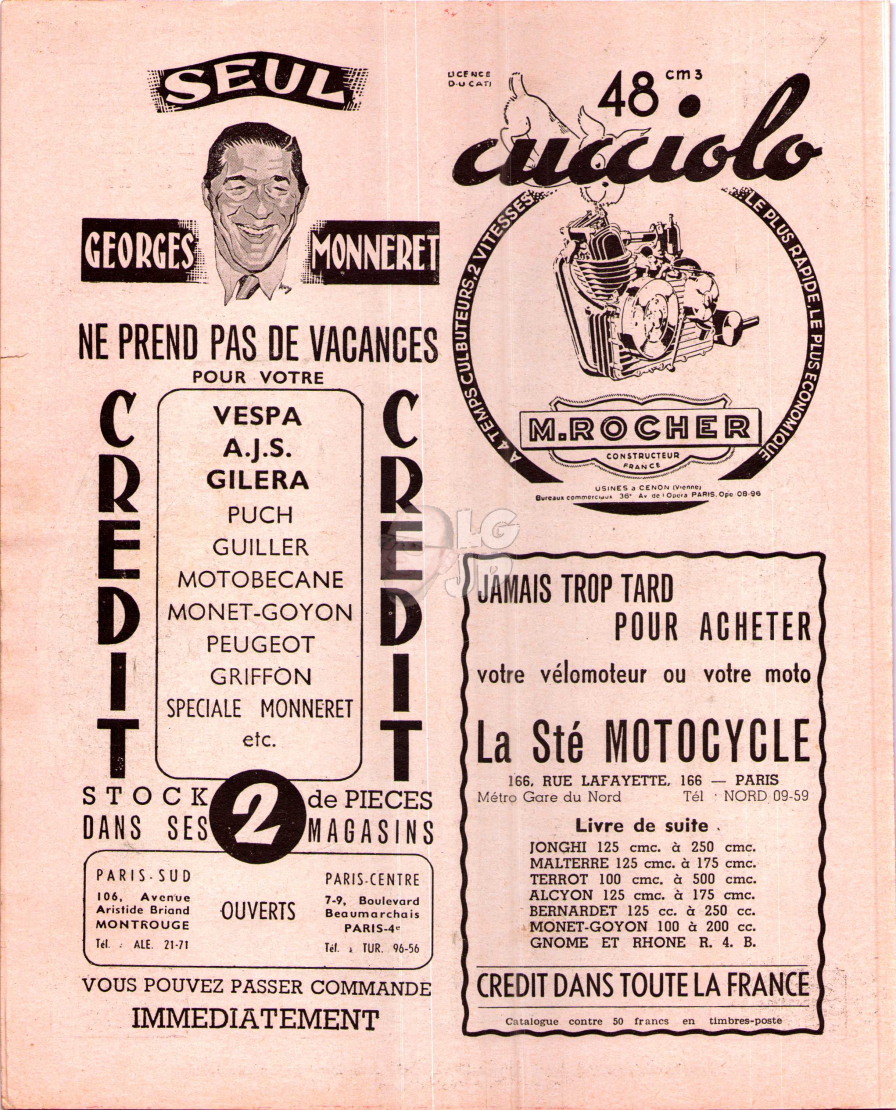 SEUL
GEORGES MONNERET
NE PREND PAS DE VACANCES
POUR VOTRE
CREDIT
VESPA
A.J.S.
GILERA
PUCH
GUILLER
MOTOBECANE
MONET-GOYON
PEUGEOT
GRIFFON
SPECIALE MONNERET
etc.
CREDIT
STOCK de PIECES
DANS SES 2 MAGASINS
PARIS-SUD
106, Avenue
Aristide Briand
MONTROUGE
Tél. : ALE. 21-71
OUVERTS
PARIS-CENTRE
7-9, Boulevard
Beaumarchais
PARIS-4e
Tél. : TUR. 96-56
VOUS POUVEZ PASSER COMMANDE
IMMEDIATEMENT
LICENCE
DUCATI
48 cm3
cucciolo
A 4 TEMPS CULBUTEURS. 2 VITESSES
LE PLUS RAPIDE. LE PLUS ECONOMIQUE
M. ROCHER
CONSTRUCTEUR
FRANCE
USINES à CENON (Vienne)
Bureaux commerciaux 36e Av. de l'Opéra PARIS. Opé 08-96
LG
JB
JAMAIS TROP TARD
POUR ACHETER
votre vélomoteur ou votre moto
La Sté MOTOCYCLE
166, RUE LAFAYETTE, 166 — PARIS
Métro Gare du Nord Tél : NORD 09-59
Livre de suite :
JONGHI 125 cmc. à 250 cmc.
MALTERRE 125 cmc. à 175 cmc.
TERROT 100 cmc. à 500 cmc.
ALCYON 125 cmc. à 175 cmc.
BERNARDET 125 cc. à 250 cc.
MONET-GOYON 100 à 200 cc.
GNOME ET RHONE R. 4. B.
CREDIT DANS TOUTE LA FRANCE
Catalogue contre 50 francs en timbres-poste